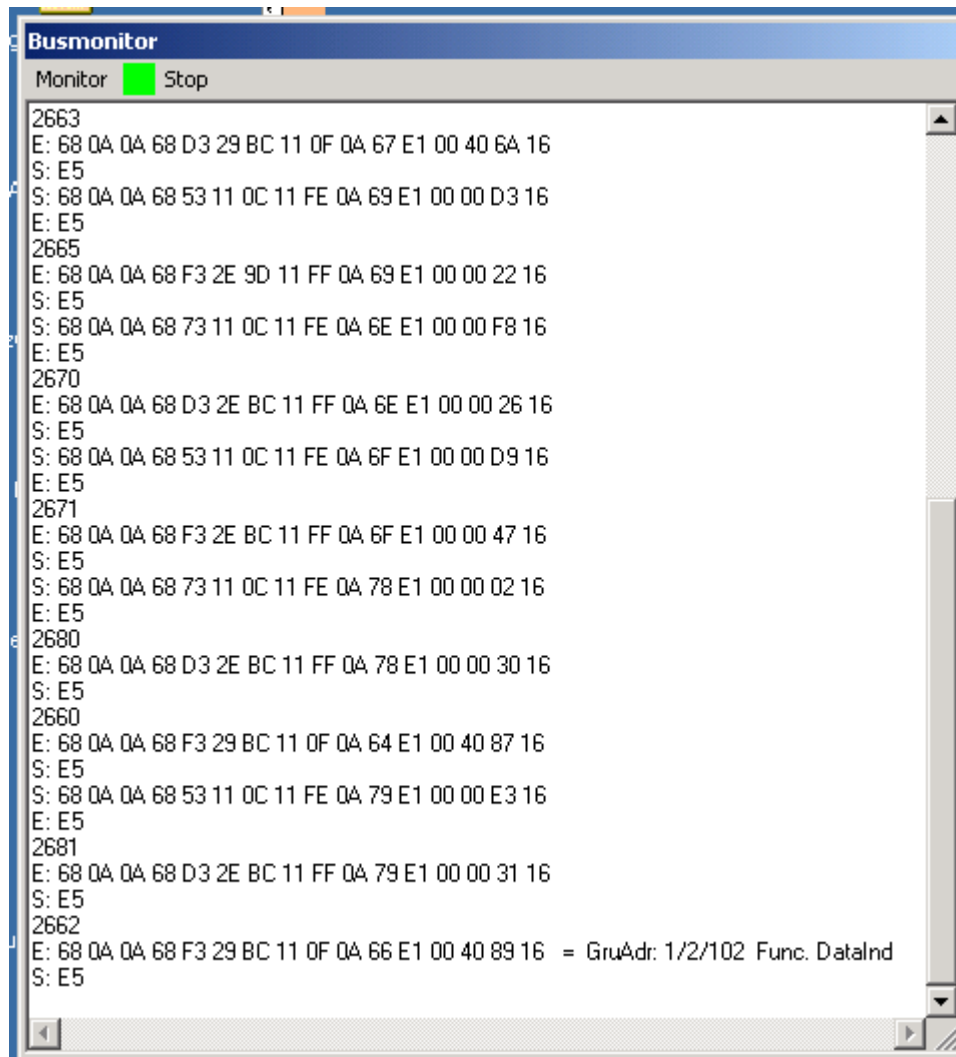 Busmonitor
Monitor Stop
2663
E: 68 0A 0A 68 D3 29 BC 11 0F 0A 67 E1 00 40 6A 16
S: E5
S: 68 0A 0A 68 53 11 0C 11 FE 0A 69 E1 00 00 D3 16
E: E5
2665
E: 68 0A 0A 68 F3 2E 9D 11 FF 0A 69 E1 00 00 22 16
S: E5
S: 68 0A 0A 68 73 11 0C 11 FE 0A 6E E1 00 00 F8 16
E: E5
2670
E: 68 0A 0A 68 D3 2E BC 11 FF 0A 6E E1 00 00 26 16
S: E5
S: 68 0A 0A 68 53 11 0C 11 FE 0A 6F E1 00 00 D9 16
E: E5
2671
E: 68 0A 0A 68 F3 2E BC 11 FF 0A 6F E1 00 00 47 16
S: E5
S: 68 0A 0A 68 73 11 0C 11 FE 0A 78 E1 00 00 02 16
E: E5
2680
E: 68 0A 0A 68 D3 2E BC 11 FF 0A 78 E1 00 00 30 16
S: E5
2660
E: 68 0A 0A 68 F3 29 BC 11 0F 0A 64 E1 00 40 87 16
S: E5
S: 68 0A 0A 68 53 11 0C 11 FE 0A 79 E1 00 00 E3 16
E: E5
2681
E: 68 0A 0A 68 D3 2E BC 11 FF 0A 79 E1 00 00 31 16
S: E5
2662
E: 68 0A 0A 68 F3 29 BC 11 0F 0A 66 E1 00 40 89 16 = GruAdr: 1/2/102 Func. DataInd
S: E5